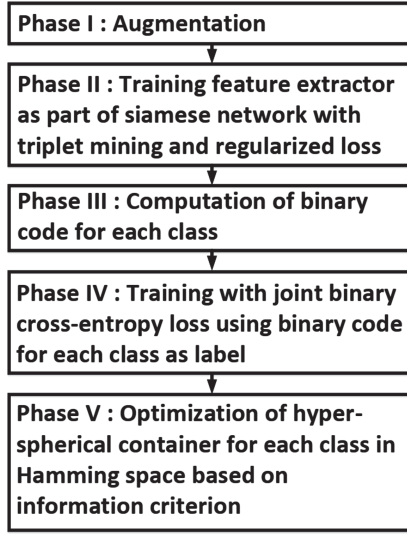 Phase I : Augmentation
Phase II : Training feature extractor
as part of siamese network with
triplet mining and regularized loss
Phase III : Computation of binary
code for each class
Phase IV : Training with joint binary
cross-entropy loss using binary code
for each class as label
Phase V : Optimization of hyper-
spherical container for each class in
Hamming space based on
information criterion